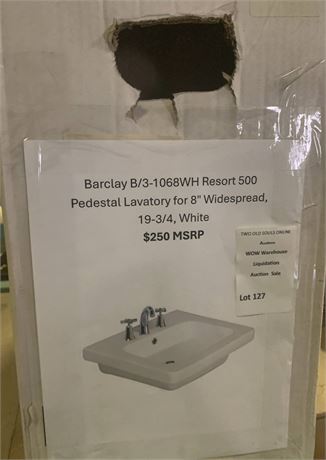 Barclay B/3-1068WH Resort 500
Pedestal Lavatory for 8" Widespread,
19-3/4, White
$250 MSRP
TWO OLD SOULS ONLINE
Auctions
WOW Warehouse
Liquidation
Auction Sale
Lot 127